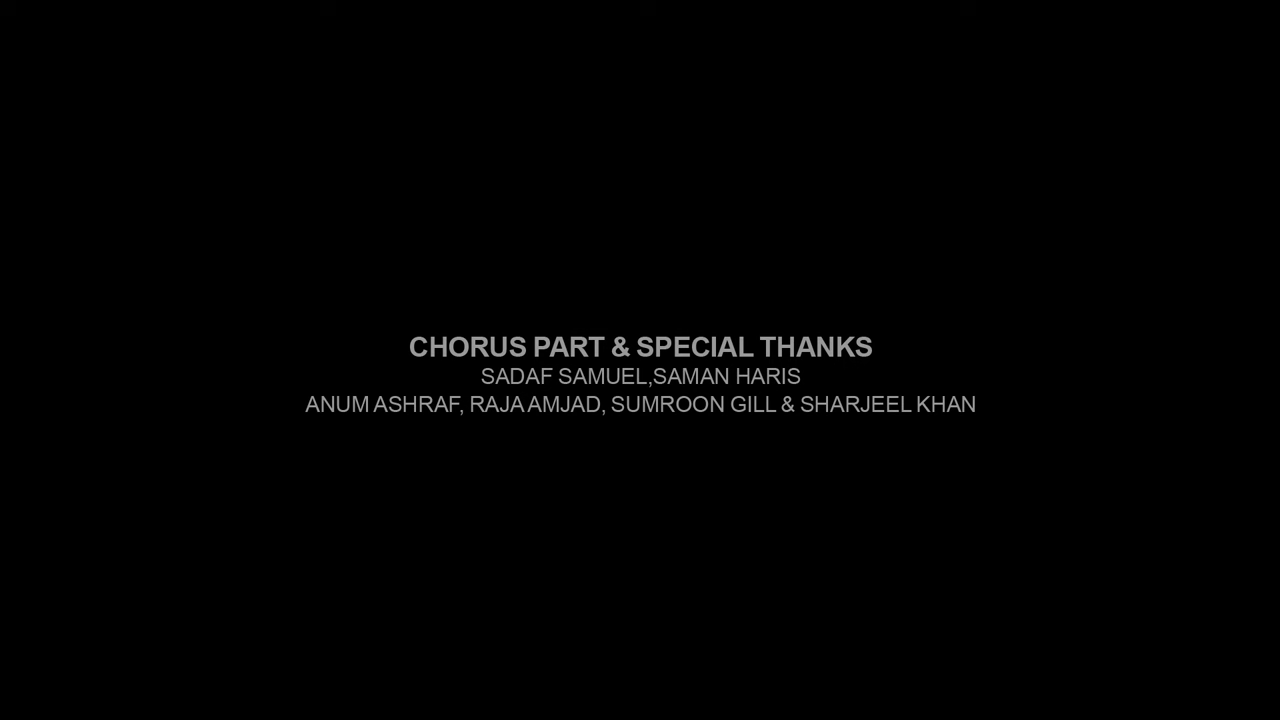 CHORUS PART & SPECIAL THANKS
SADAF SAMUEL,SAMAN HARIS
ANUM ASHRAF, RAJA AMJAD, SUMROON GILL & SHARJEEL KHAN